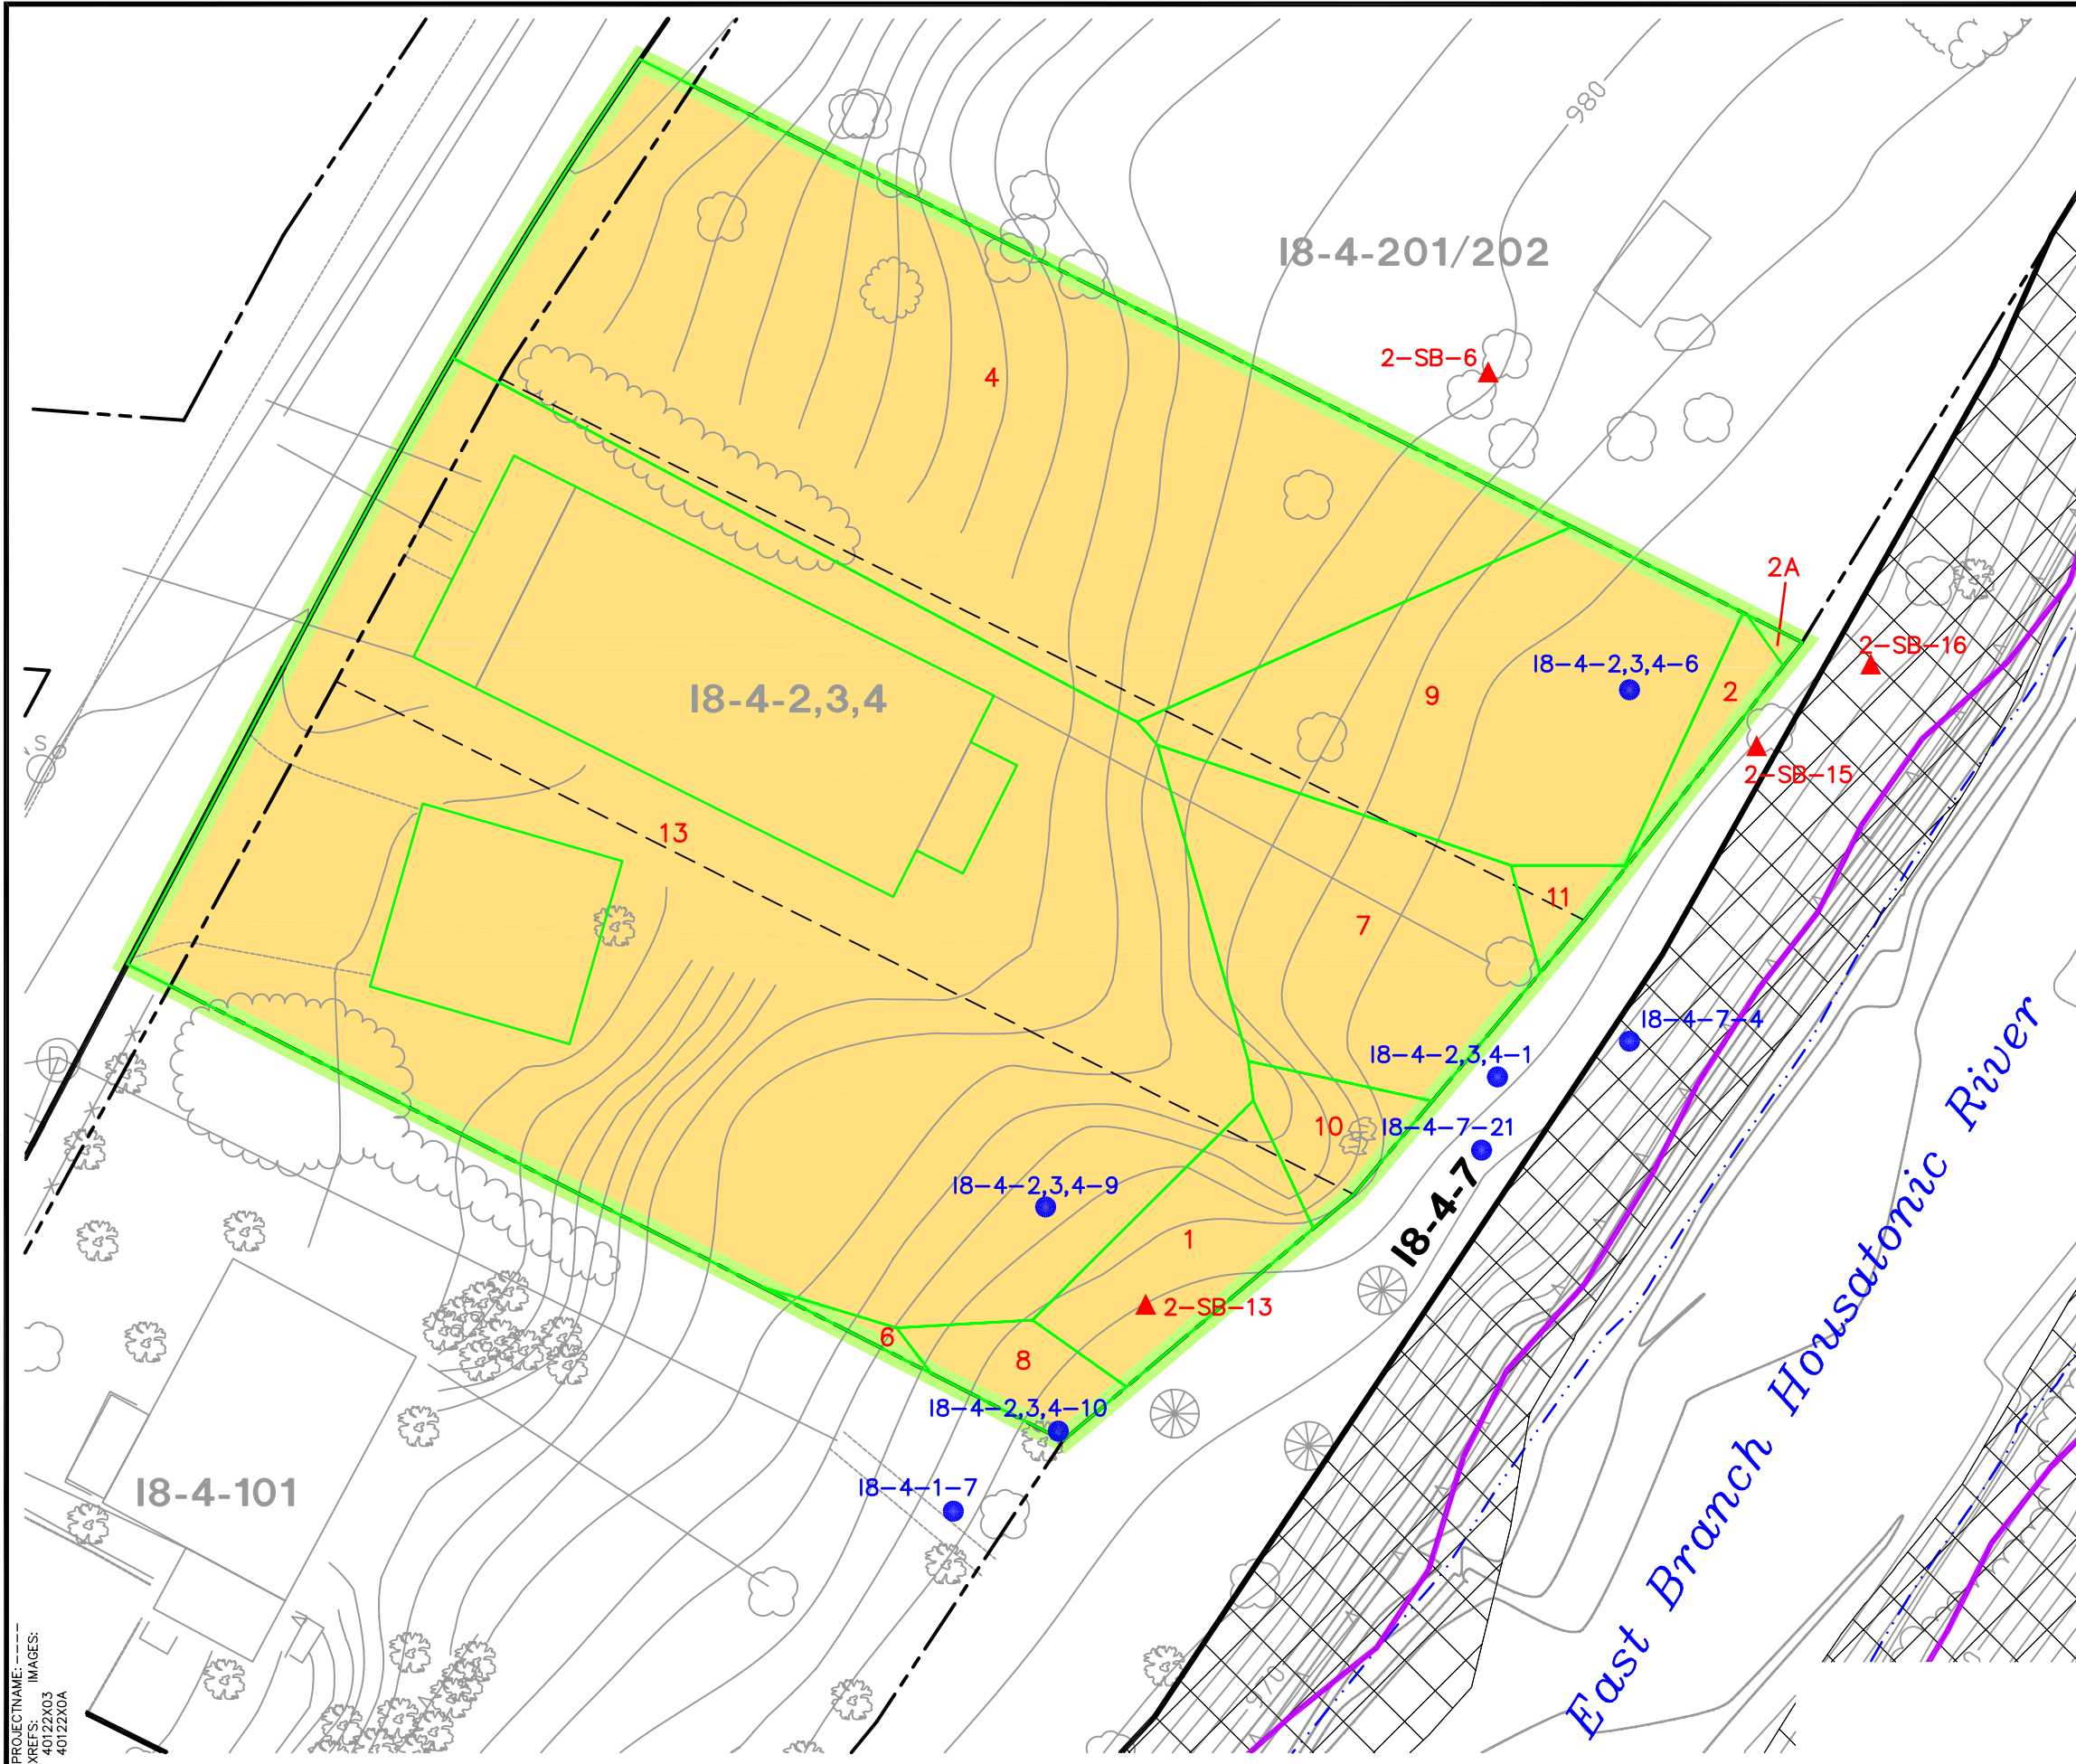 980
I8-4-201/202
2-SB-6
4
2A
2-SB-16
I8-4-2,3,4-6
9
2
I8-4-2,3,4
2-SB-15
S
13
11
7
I8-4-7-4
I8-4-2,3,4-1
D
10
I8-4-7-21
I8-4-2,3,4-9
I8-4-7
1
2-SB-13
6
8
I8-4-2,3,4-10
I8-4-1-7
I8-4-101
East Branch Housatonic River
970
PROJECTNAME: ----
XREFS: IMAGES:
40122X03
40122X0A